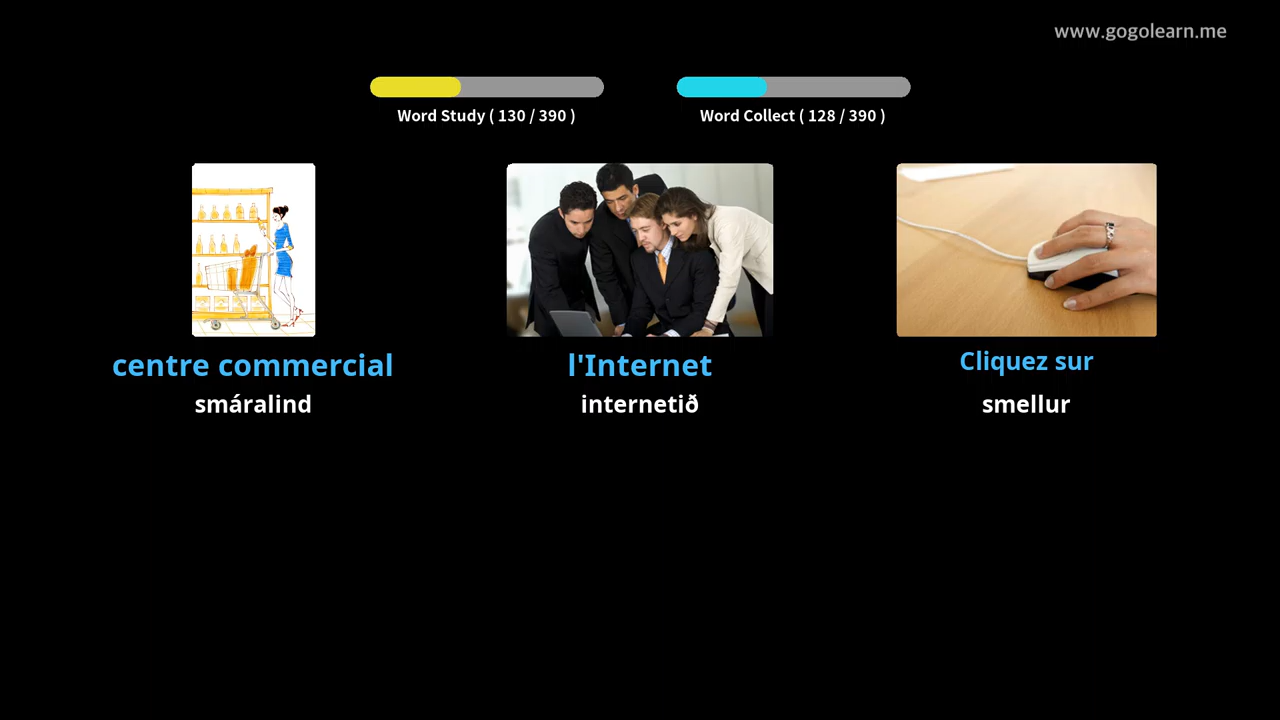 www.gogolearn.me
Word Study ( 130 / 390 )
Word Collect ( 128 / 390 )
centre commercial
l'Internet
Cliquez sur
smáralind
internetið
smellur